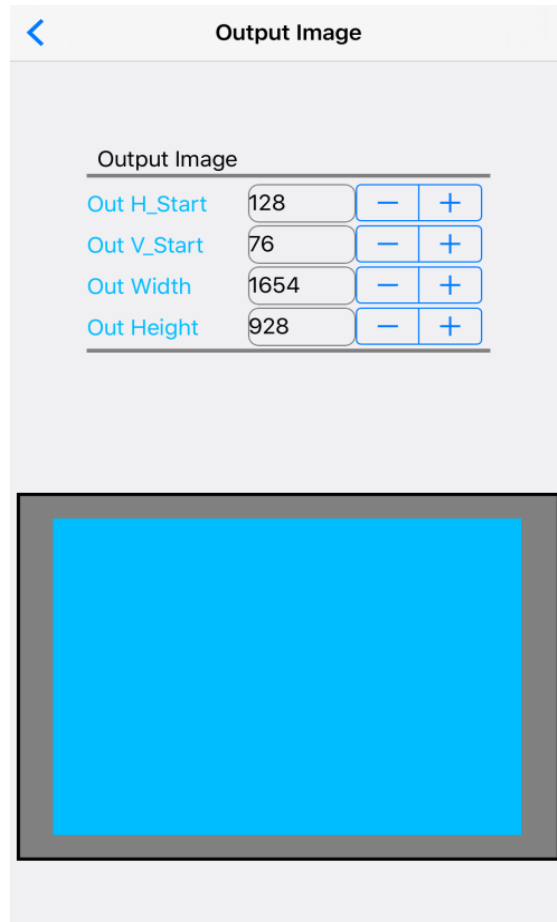 Output Image
Output Image
Out H_Start 128 − +
Out V_Start 76 − +
Out Width 1654 − +
Out Height 928 − +